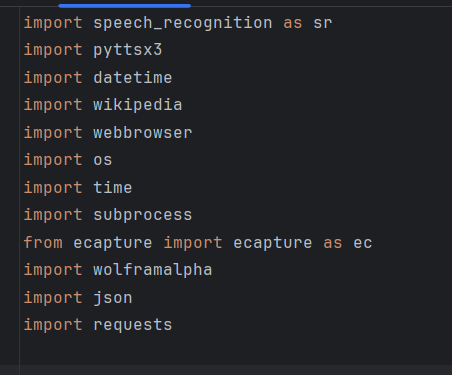 import speech_recognition as sr
import pyttsx3
import datetime
import wikipedia
import webbrowser
import os
import time
import subprocess
from ecapture import ecapture as ec
import wolframalpha
import json
import requests